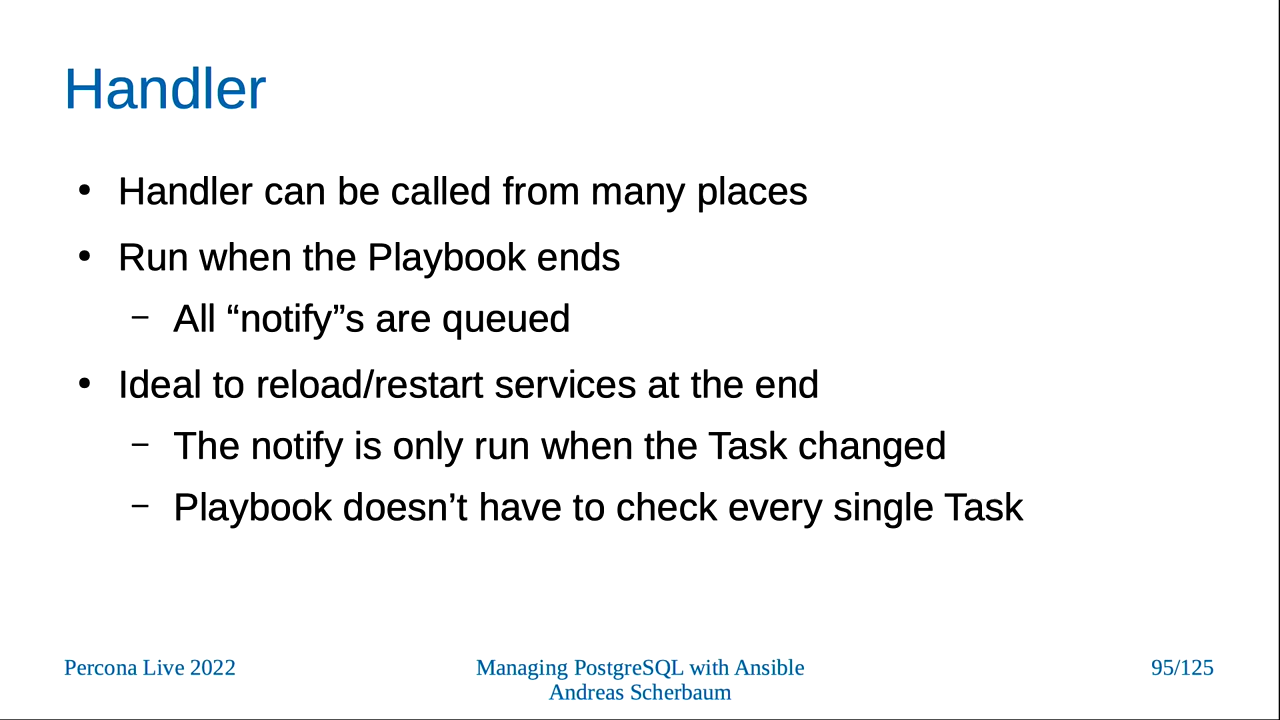 Handler
• Handler can be called from many places
• Run when the Playbook ends
– All “notify”s are queued
• Ideal to reload/restart services at the end
– The notify is only run when the Task changed
– Playbook doesn’t have to check every single Task
Percona Live 2022
Managing PostgreSQL with Ansible
Andreas Scherbaum
95/125